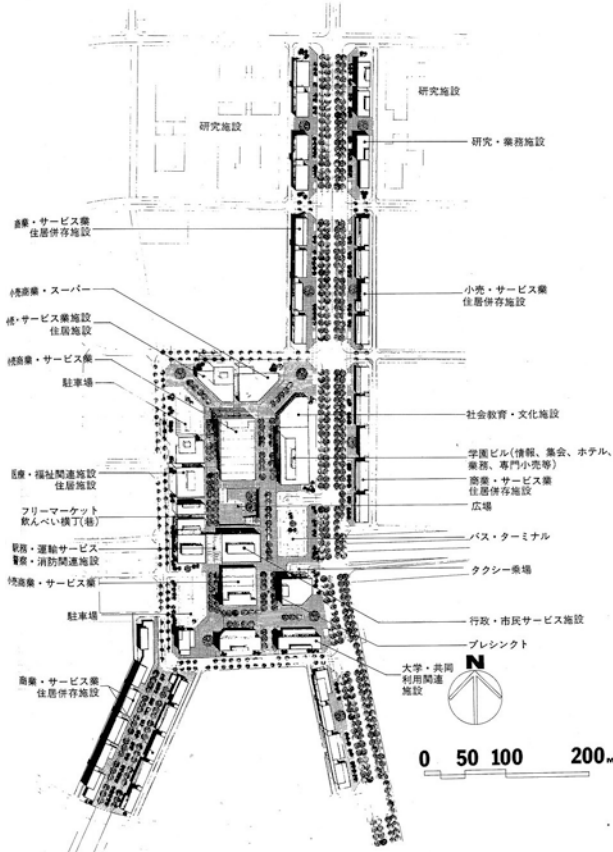 研究施設
研究施設
研究・業務施設
商業・サービス業
住居併存施設
小売・サービス業
住居併存施設
売商業・スーパー
売・サービス業施設
住居施設
売商業・サービス業
駐車場
社会教育・文化施設
学園ビル(情報、集会、ホテル、
業務、専門小売等)
商業・サービス業
住居併存施設
広場
医療・福祉関連施設
住居施設
フリーマーケット
飲んべい横丁(巷)
バス・ターミナル
業務・運輸サービス
警察・消防関連施設
タクシー乗場
売商業・サービス業
駐車場
行政・市民サービス施設
プレシンクト
大学・共同
利用関連
施設
商業・サービス業
住居併存施設
N
0 50 100 200M